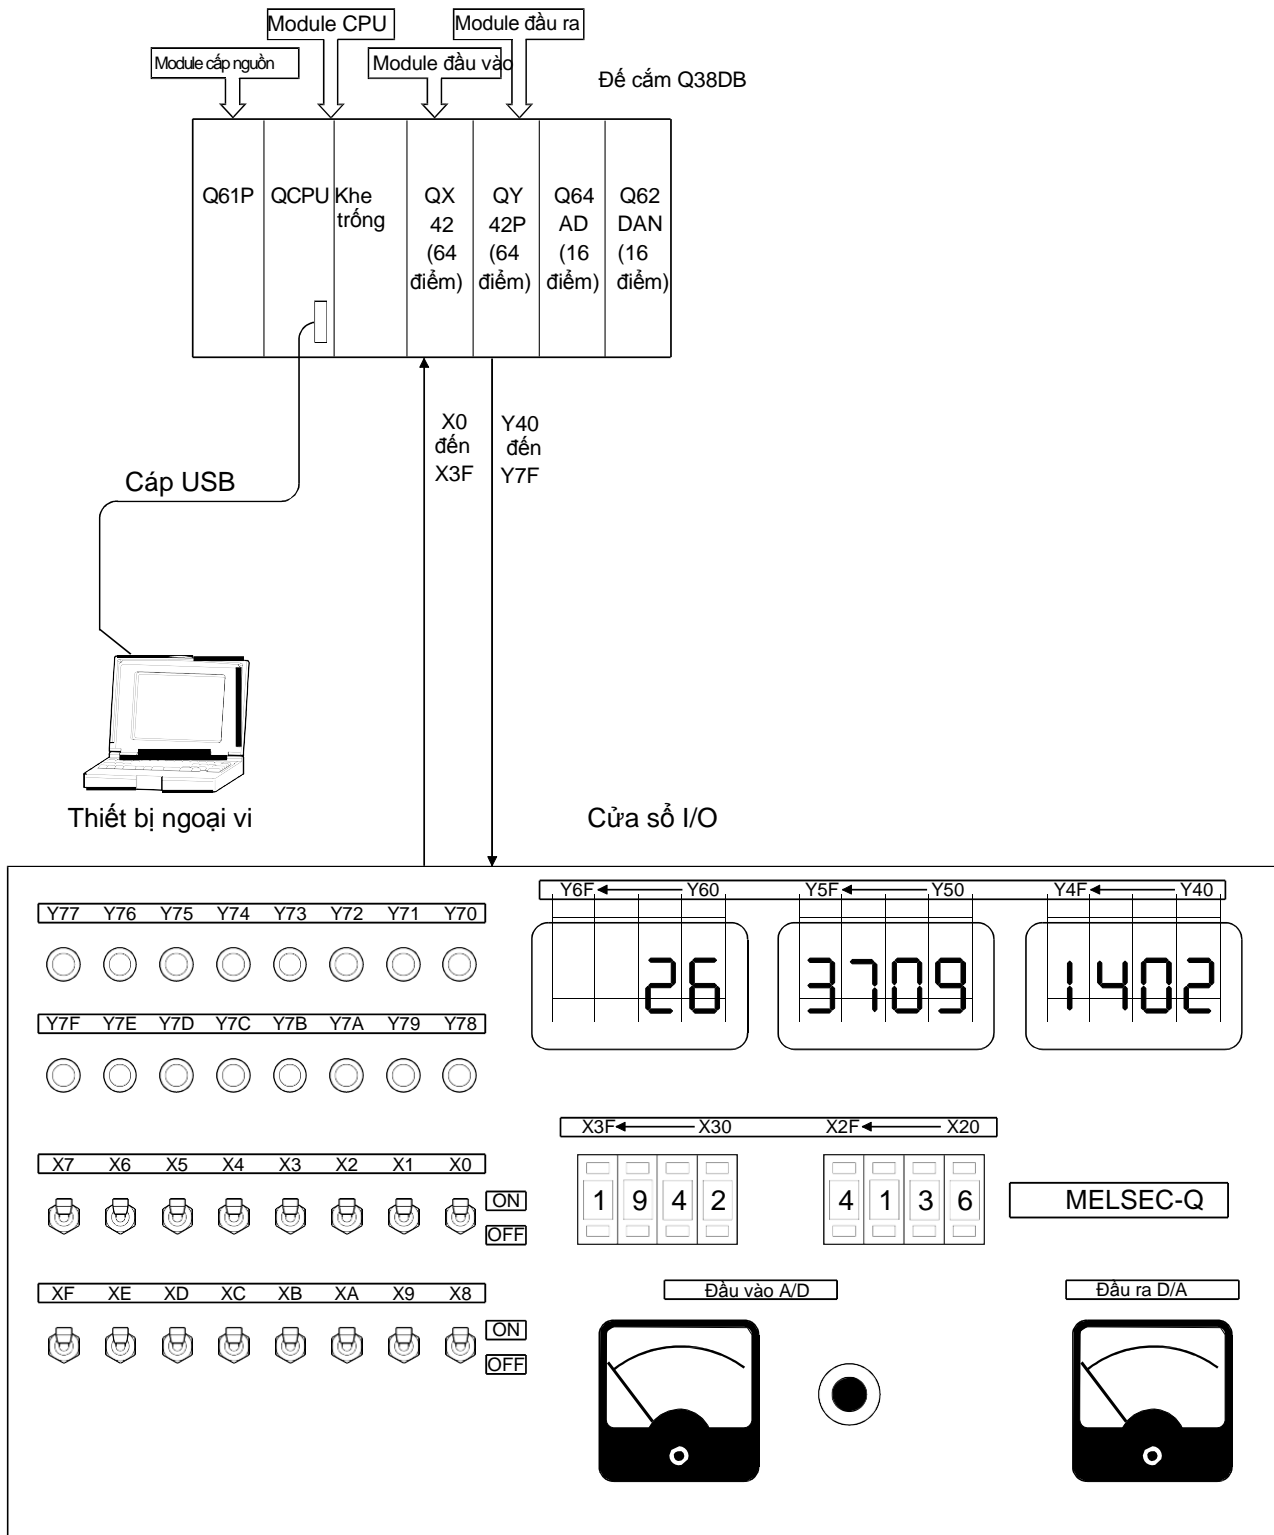 Module CPU
Module đầu ra
Module cấp nguồn
Module đầu vào
Đế cắm Q38DB
Q61P
QCPU
Khe
trống
QX
42
(64
điểm)
QY
42P
(64
điểm)
Q64
AD
(16
điểm)
Q62
DAN
(16
điểm)
X0
đến
X3F
Y40
đến
Y7F
Cáp USB
Thiết bị ngoại vi
Cửa sổ I/O
Y77 Y76 Y75 Y74 Y73 Y72 Y71 Y70
Y7F Y7E Y7D Y7C Y7B Y7A Y79 Y78
Y6F Y60 Y5F Y50 Y4F Y40
26 3709 1402
X3F X30 X2F X20
1 9 4 2 4 1 3 6
MELSEC-Q
X7 X6 X5 X4 X3 X2 X1 X0
ON
OFF
XF XE XD XC XB XA X9 X8
ON
OFF
Đầu vào A/D
Đầu ra D/A